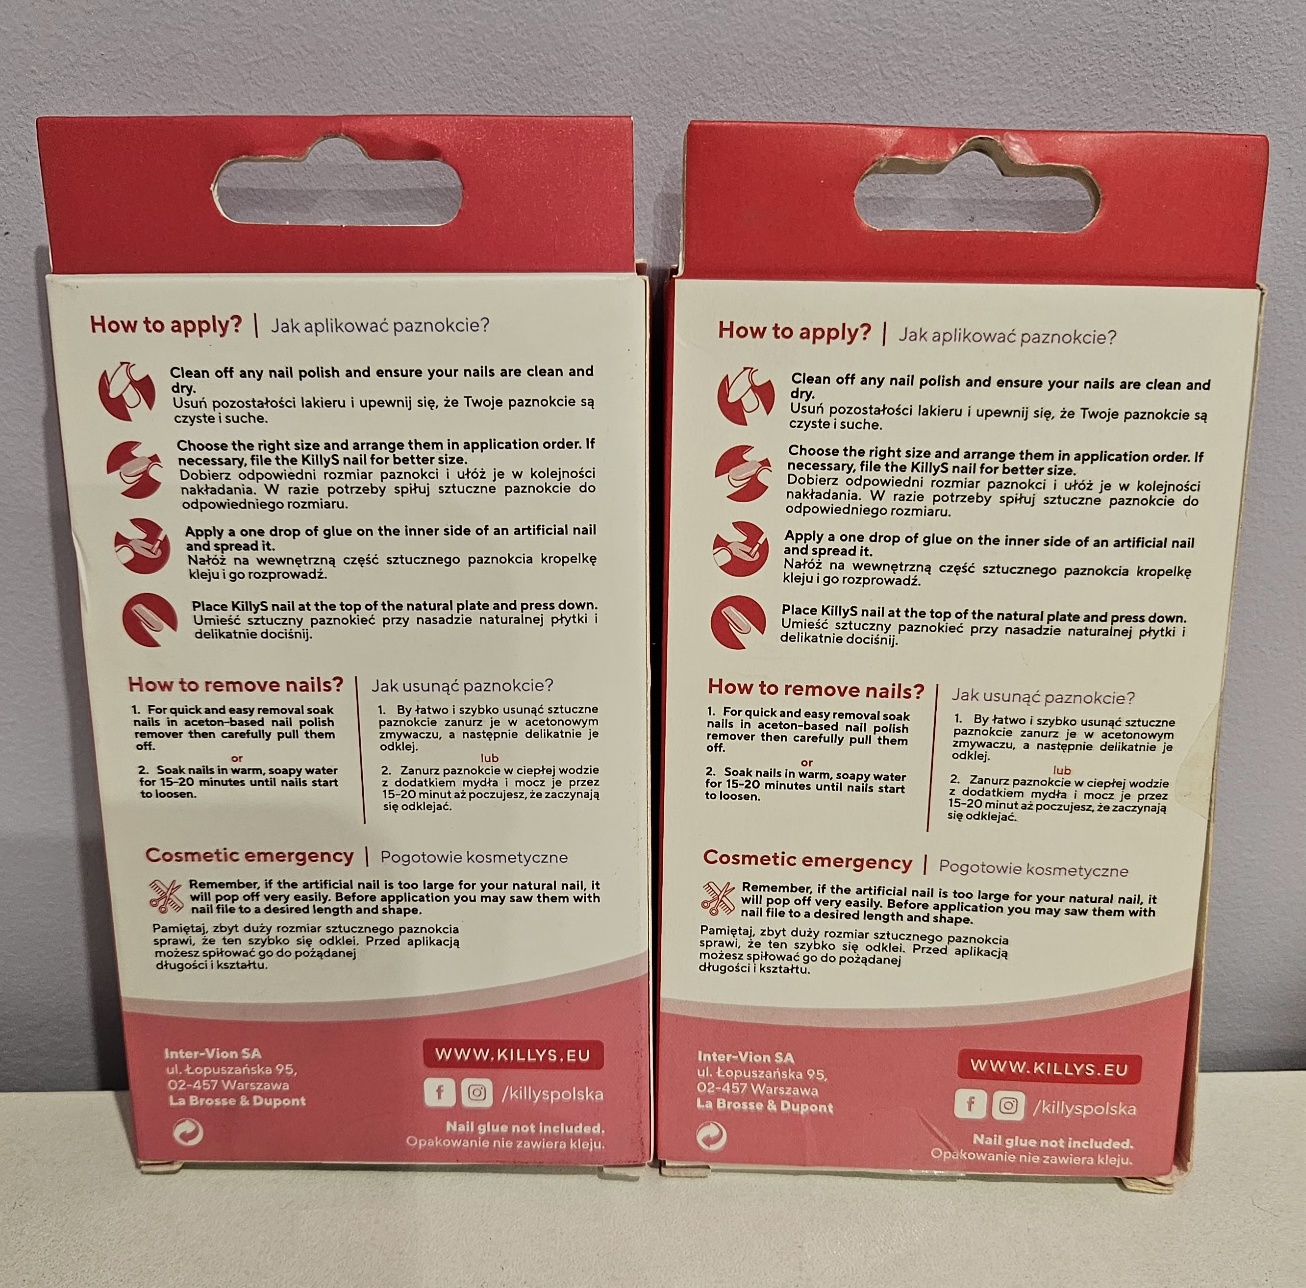 How to apply? | Jak aplikować paznokcie?
Clean off any nail polish and ensure your nails are clean and
dry.
Usuń pozostałości lakieru i upewnij się, że Twoje paznokcie są
czyste i suche.
Choose the right size and arrange them in application order. If
necessary, file the KillyS nail for better size.
Dobierz odpowiedni rozmiar paznokci i ułóż je w kolejności
nakładania. W razie potrzeby spiłuj sztuczne paznokcie do
odpowiedniego rozmiaru.
Apply a one drop of glue on the inner side of an artificial nail
and spread it.
Nałóż na wewnętrzną część sztucznego paznokcia kropelkę
kleju i go rozprowadź.
Place KillyS nail at the top of the natural plate and press down.
Umieść sztuczny paznokieć przy nasadzie naturalnej płytki i
delikatnie dociśnij.
How to remove nails?
1. For quick and easy removal soak
nails in aceton-based nail polish
remover then carefully pull them
off.
or
2. Soak nails in warm, soapy water
for 15-20 minutes until nails start
to loosen.
Jak usunąć paznokcie?
1. By łatwo i szybko usunąć sztuczne
paznokcie zanurz je w acetonowym
zmywaczu, a następnie delikatnie je
odklej.
lub
2. Zanurz paznokcie w ciepłej wodzie
z dodatkiem mydła i mocz je przez
15-20 minut aż poczujesz, że zaczynają
się odklejać.
Cosmetic emergency | Pogotowie kosmetyczne
Remember, if the artificial nail is too large for your natural nail, it
will pop off very easily. Before application you may saw them with
nail file to a desired length and shape.
Pamiętaj, zbyt duży rozmiar sztucznego paznokcia
sprawi, że ten szybko się odklei. Przed aplikacją
możesz spiłować go do pożądanej
długości i kształtu.
Inter-Vion SA
ul. Łopuszańska 95,
02-457 Warszawa
La Brosse & Dupont
WWW.KILLYS.EU
/killyspolska
Nail glue not included.
Opakowanie nie zawiera kleju.
How to apply? | Jak aplikować paznokcie?
Clean off any nail polish and ensure your nails are clean and
dry.
Usuń pozostałości lakieru i upewnij się, że Twoje paznokcie są
czyste i suche.
Choose the right size and arrange them in application order. If
necessary, file the KillyS nail for better size.
Dobierz odpowiedni rozmiar paznokci i ułóż je w kolejności
nakładania. W razie potrzeby spiłuj sztuczne paznokcie do
odpowiedniego rozmiaru.
Apply a one drop of glue on the inner side of an artificial nail
and spread it.
Nałóż na wewnętrzną część sztucznego paznokcia kropelkę
kleju i go rozprowadź.
Place KillyS nail at the top of the natural plate and press down.
Umieść sztuczny paznokieć przy nasadzie naturalnej płytki i
delikatnie dociśnij.
How to remove nails?
1. For quick and easy removal soak
nails in aceton-based nail polish
remover then carefully pull them
off.
or
2. Soak nails in warm, soapy water
for 15-20 minutes until nails start
to loosen.
Jak usunąć paznokcie?
1. By łatwo i szybko usunąć sztuczne
paznokcie zanurz je w acetonowym
zmywaczu, a następnie delikatnie je
odklej.
lub
2. Zanurz paznokcie w ciepłej wodzie
z dodatkiem mydła i mocz je przez
15-20 minut aż poczujesz, że zaczynają
się odklejać.
Cosmetic emergency | Pogotowie kosmetyczne
Remember, if the artificial nail is too large for your natural nail, it
will pop off very easily. Before application you may saw them with
nail file to a desired length and shape.
Pamiętaj, zbyt duży rozmiar sztucznego paznokcia
sprawi, że ten szybko się odklei. Przed aplikacją
możesz spiłować go do pożądanej
długości i kształtu.
Inter-Vion SA
ul. Łopuszańska 95,
02-457 Warszawa
La Brosse & Dupont
WWW.KILLYS.EU
/killyspolska
Nail glue not included.
Opakowanie nie zawiera kleju.